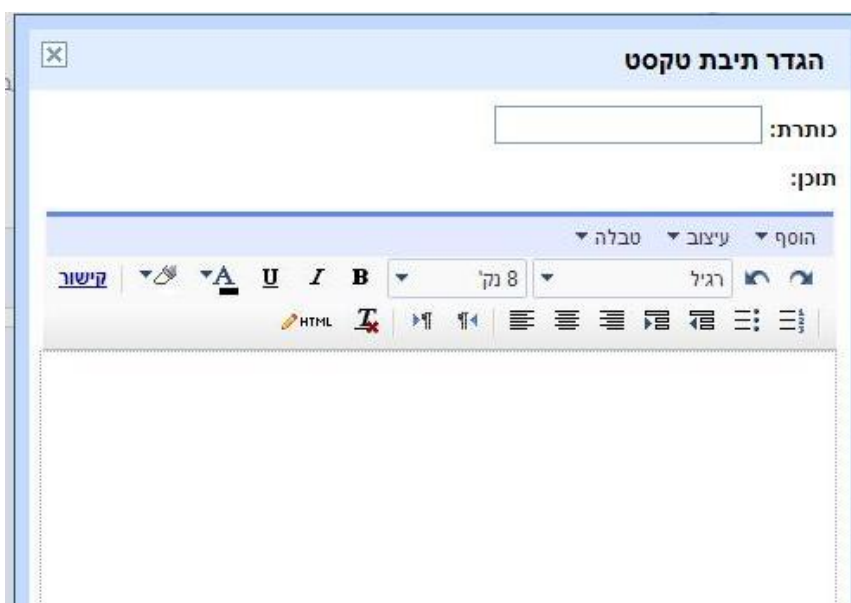 הגדר תיבת טקסט
כותרת:
תוכן:
הוסף עיצוב טבלה
רגיל 8 נק' B I U A קישור
HTML